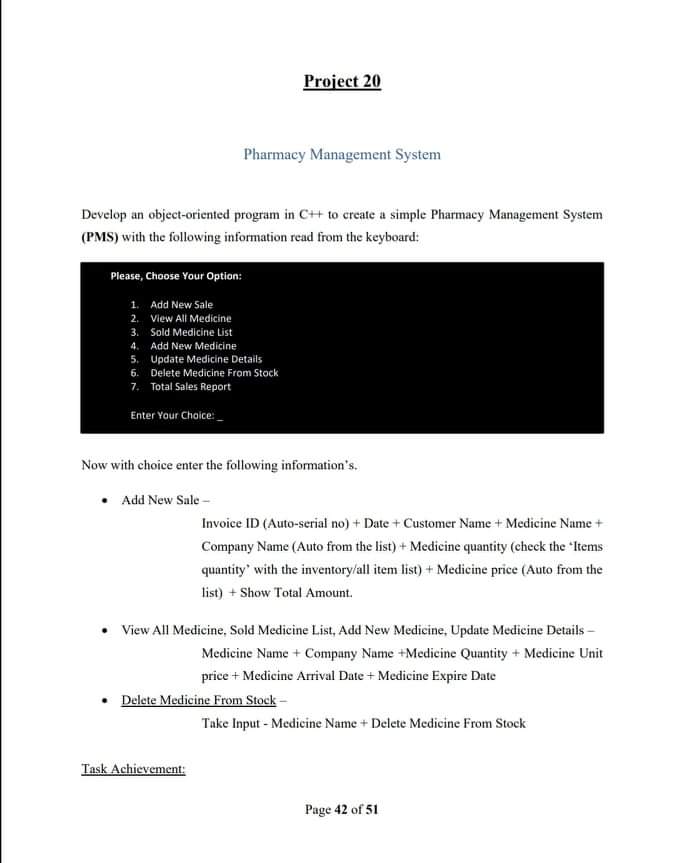 Project 20
Pharmacy Management System
Develop an object-oriented program in C++ to create a simple Pharmacy Management System
(PMS) with the following information read from the keyboard:
Please, Choose Your Option:
1. Add New Sale
2. View All Medicine
3. Sold Medicine List
4. Add New Medicine
5. Update Medicine Details
6. Delete Medicine From Stock
7. Total Sales Report
Enter Your Choice: _
Now with choice enter the following information's.
• Add New Sale –
Invoice ID (Auto-serial no) + Date + Customer Name + Medicine Name +
Company Name (Auto from the list) + Medicine quantity (check the 'Items
quantity' with the inventory/all item list) + Medicine price (Auto from the
list) + Show Total Amount.
• View All Medicine, Sold Medicine List, Add New Medicine, Update Medicine Details –
Medicine Name + Company Name +Medicine Quantity + Medicine Unit
price + Medicine Arrival Date + Medicine Expire Date
• Delete Medicine From Stock –
Take Input - Medicine Name + Delete Medicine From Stock
Task Achievement:
Page 42 of 51